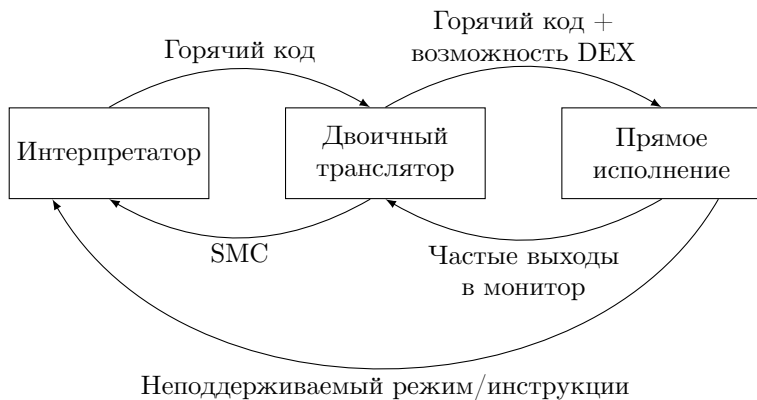 Горячий код
Горячий код +
возможность DEX
Интерпретатор
Двоичный
транслятор
Прямое
исполнение
SMC
Частые выходы
в монитор
Неподдерживаемый режим/инструкции